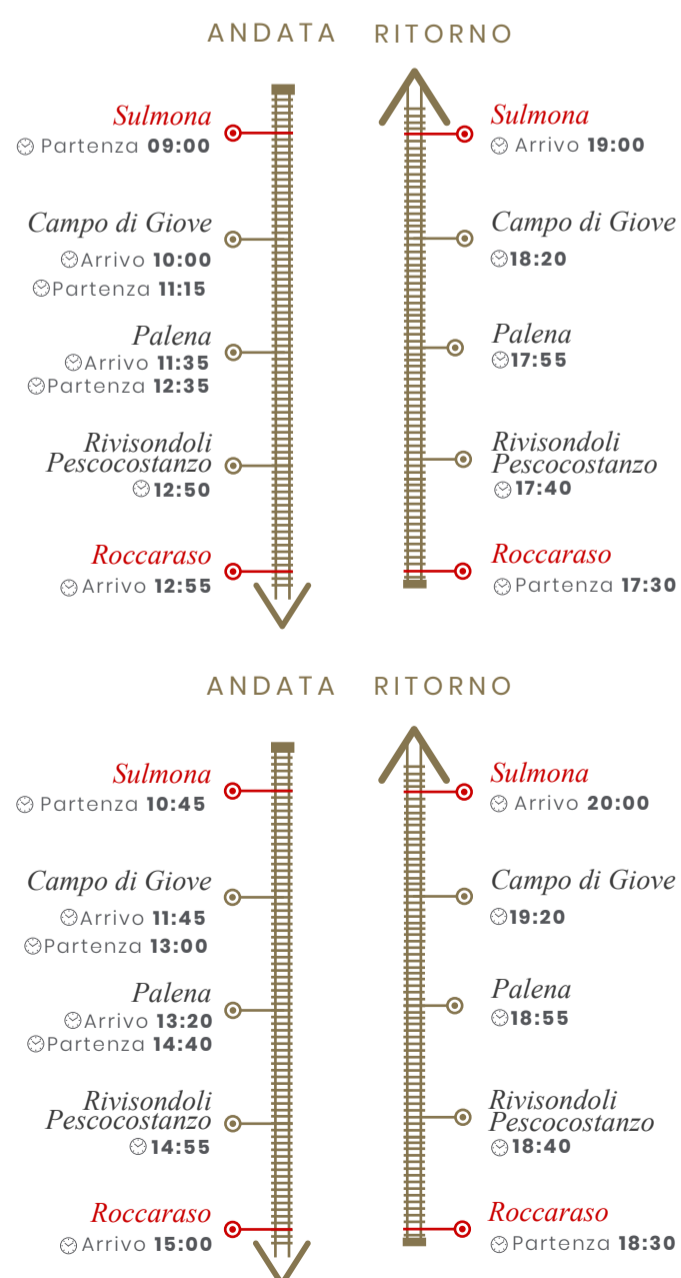 ANDATA
Sulmona
Partenza 09:00
Campo di Giove
Arrivo 10:00
Partenza 11:15
Palena
Arrivo 11:35
Partenza 12:35
Rivisondoli
Pescocostanzo
12:50
Roccaraso
Arrivo 12:55
RITORNO
Sulmona
Arrivo 19:00
Campo di Giove
18:20
Palena
17:55
Rivisondoli
Pescocostanzo
17:40
Roccaraso
Partenza 17:30
ANDATA
Sulmona
Partenza 10:45
Campo di Giove
Arrivo 11:45
Partenza 13:00
Palena
Arrivo 13:20
Partenza 14:40
Rivisondoli
Pescocostanzo
14:55
Roccaraso
Arrivo 15:00
RITORNO
Sulmona
Arrivo 20:00
Campo di Giove
19:20
Palena
18:55
Rivisondoli
Pescocostanzo
18:40
Roccaraso
Partenza 18:30